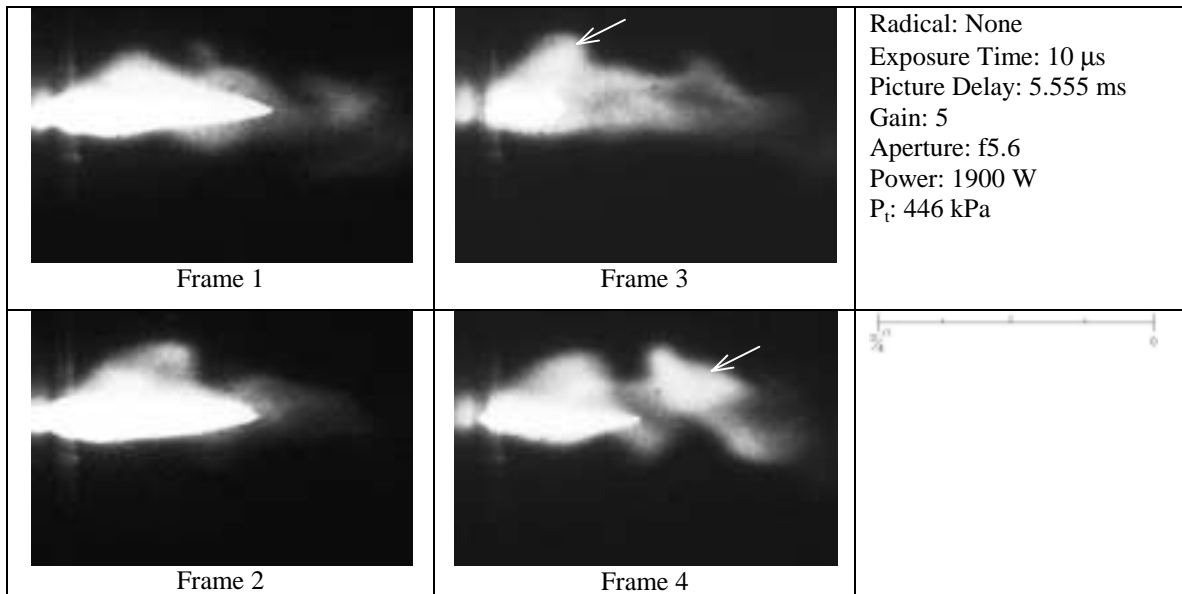 Frame 1
Frame 3
Radical: None
Exposure Time: 10 μs
Picture Delay: 5.555 ms
Gain: 5
Aperture: f5.6
Power: 1900 W
Pt: 446 kPa
Frame 2
Frame 4
0